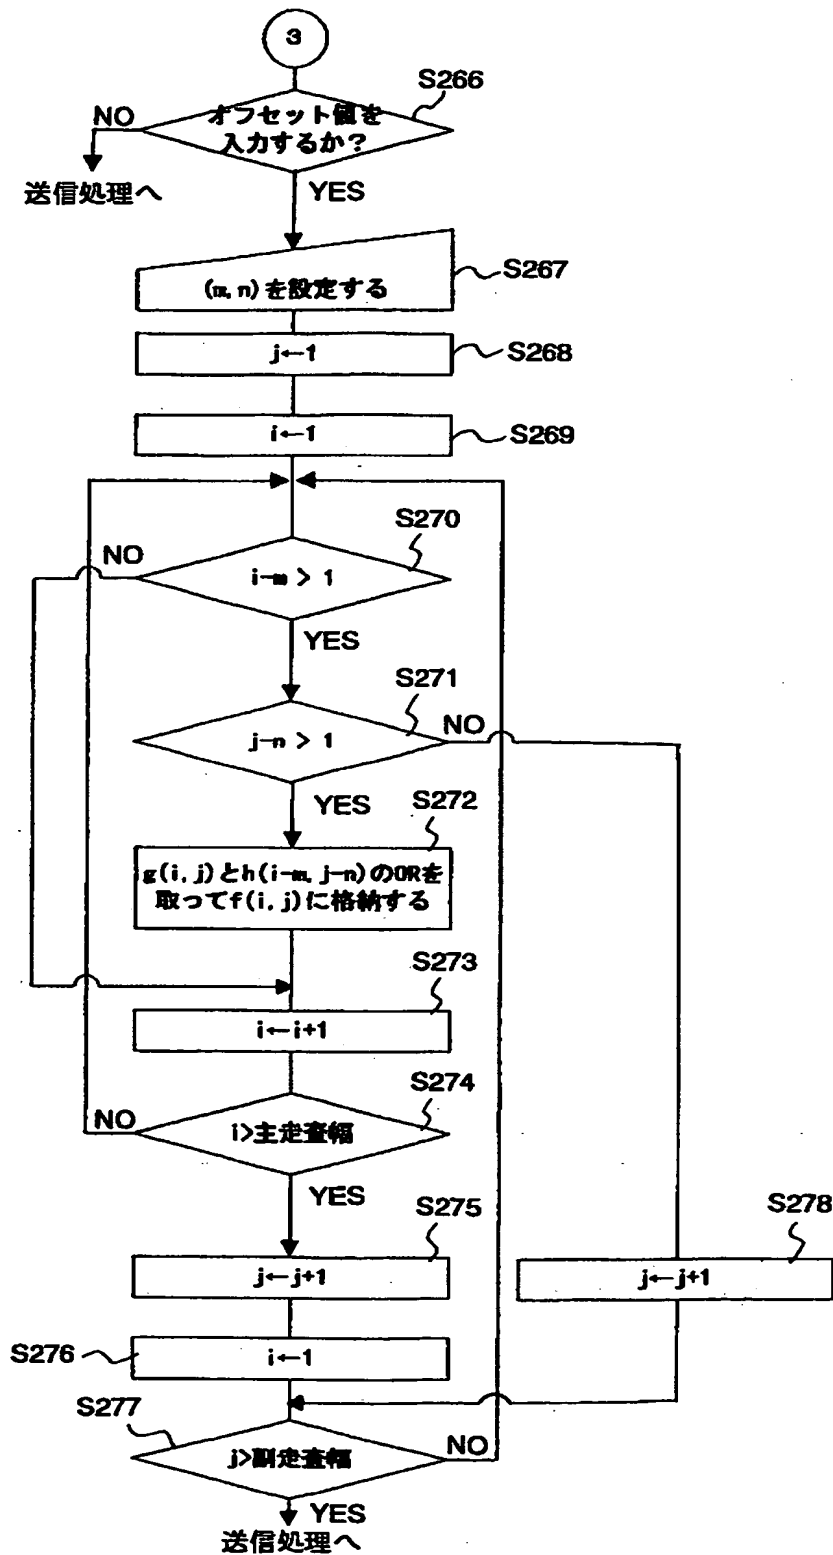 3
S266
オフセット値を
入力するか?
NO
送信処理へ
YES
S267
(m,n)を設定する
j←1
S268
i←1
S269
S270
NO
i-m > 1
YES
S271
j-n > 1
NO
YES
S272
g(i,j)とh(i-m,j-n)のORを
取ってf(i,j)に格納する
S273
i←i+1
S274
NO
i>主走査幅
YES
S275
j←j+1
S278
j←j+1
S276
i←1
S277
j>副走査幅
NO
YES
送信処理へ